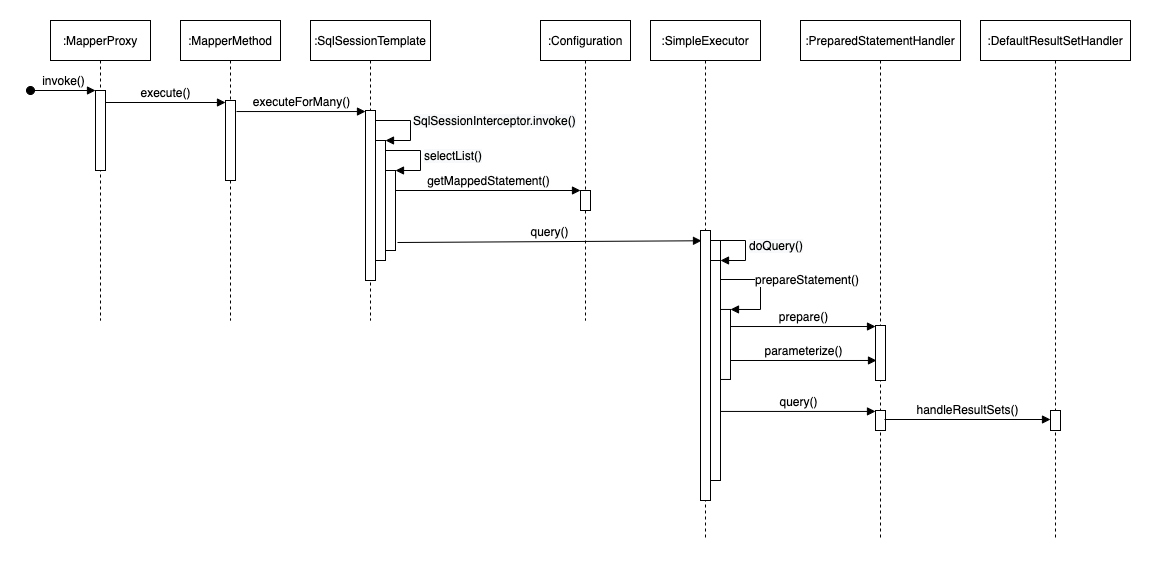 :MapperProxy
:MapperMethod
:SqlSessionTemplate
:Configuration
:SimpleExecutor
:PreparedStatementHandler
:DefaultResultSetHandler
invoke()
execute()
executeForMany()
SqlSessionInterceptor.invoke()
selectList()
getMappedStatement()
query()
doQuery()
prepareStatement()
prepare()
parameterize()
query()
handleResultSets()